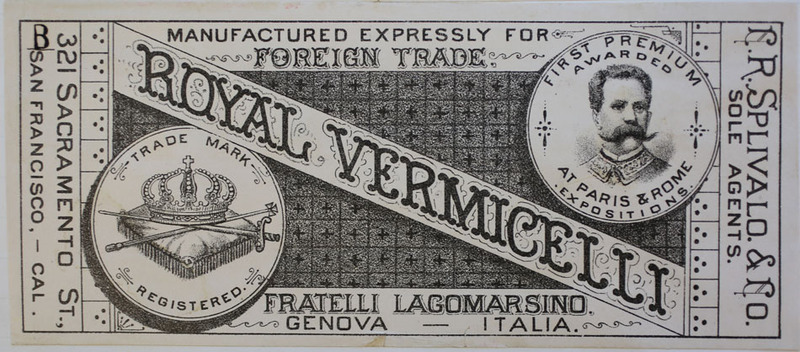 B
321 SACRAMENTO ST.,
SAN FRANCISCO, - CAL.
MANUFACTURED EXPRESSLY FOR
FOREIGN TRADE.
ROYAL VERMICELLI
TRADE MARK
REGISTERED.
FIRST PREMIUM
AWARDED
AT PARIS & ROME
EXPOSITIONS.
FRATELLI LAGOMARSINO.
GENOVA — ITALIA.
E.R. SPLIVALO. & CO.
SOLE AGENTS.